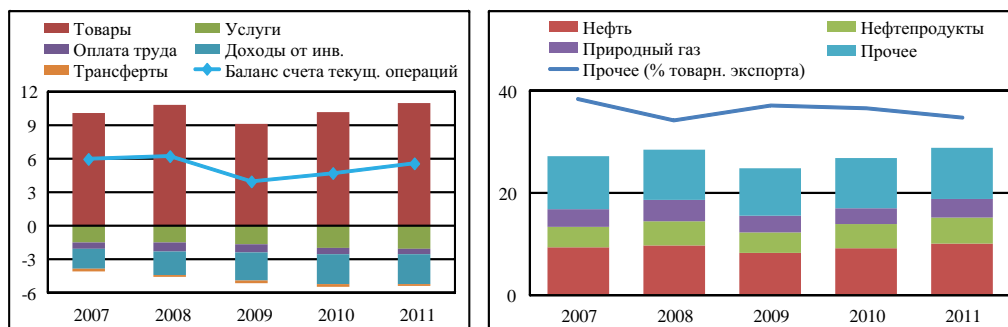 Товары Услуги
Оплата труда Доходы от инв.
Трансферты Баланс счета текущ. операций
12
9
6
3
0
-3
-6
2007 2008 2009 2010 2011
Нефть Нефтепродукты
Природный газ Прочее
Прочее (% товарн. экспорта)
40
20
0
2007 2008 2009 2010 2011